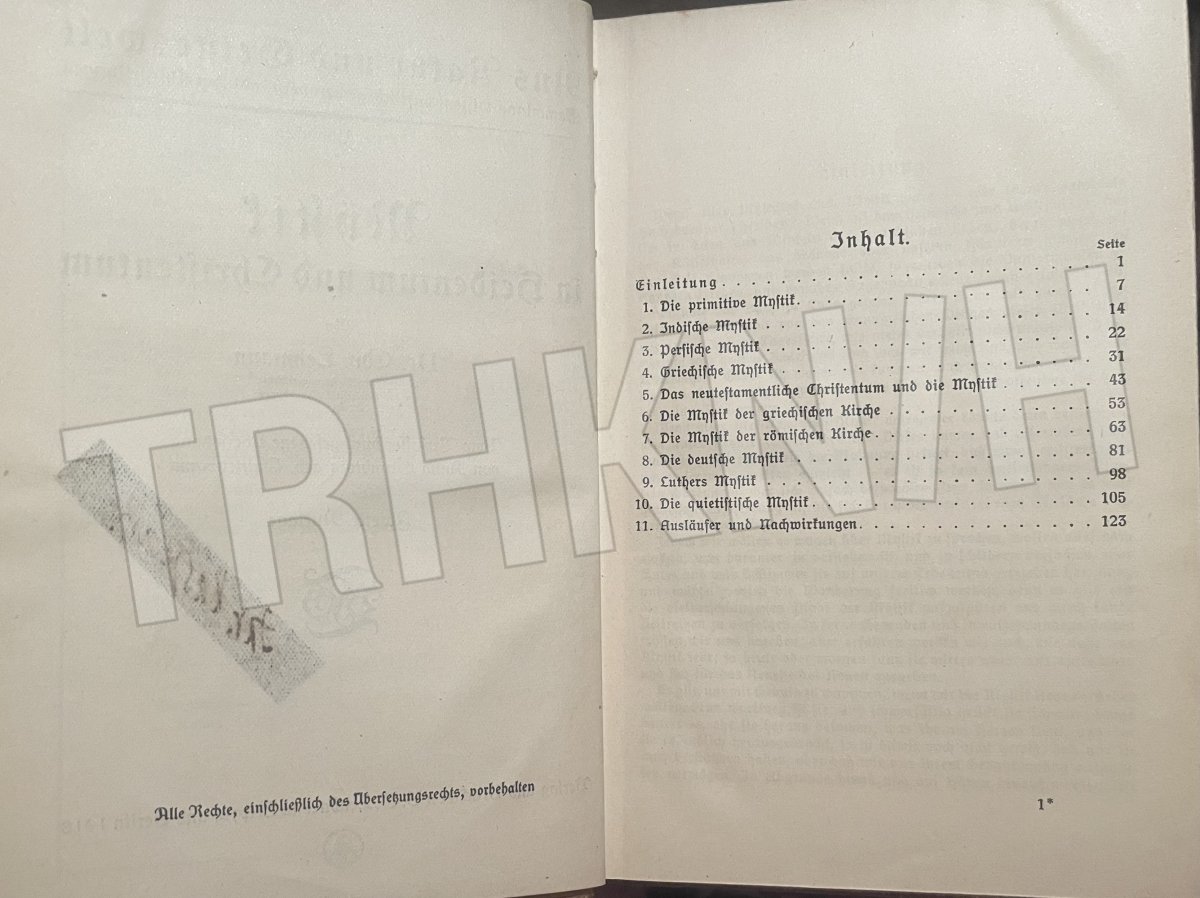 Alle Rechte, einschließlich des Übersetzungsrechts, vorbehalten
Inhalt.
Seite
Einleitung . . . . . . . . . . . . . . . . . . 1
1. Die primitive Mystik. . . . . . . . . . . . . . . 7
2. Indische Mystik . . . . . . . . . . . . . . . . 14
3. Persische Mystik . . . . . . . . . . . . . . . . 22
4. Griechische Mystik . . . . . . . . . . . . . . . 31
5. Das neutestamentliche Christentum und die Mystik . . . . . . 43
6. Die Mystik der griechischen Kirche . . . . . . . . . . 53
7. Die Mystik der römischen Kirche. . . . . . . . . . . 63
8. Die deutsche Mystik . . . . . . . . . . . . . . . 81
9. Luthers Mystik . . . . . . . . . . . . . . . . . 98
10. Die quietistische Mystik. . . . . . . . . . . . . . 105
11. Ausläufer und Nachwirkungen. . . . . . . . . . . . 123
1*
TRHKNIH